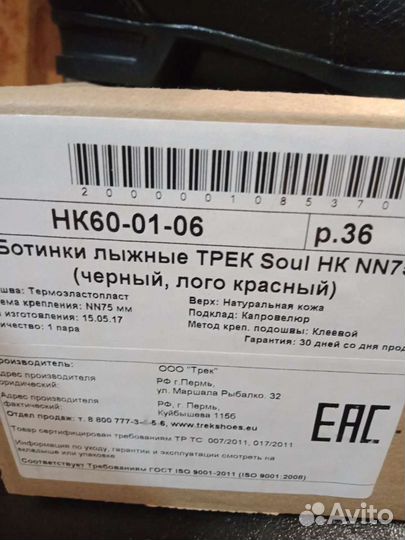 2000001085370
НК60-01-06
р.36
Ботинки лыжные ТРЕК Soul НК NN75
(черный, лого красный)
Термоэластопласт
крепления: NN75 мм
изготовления: 15.05.17
1 пара
Верх: Натуральная кожа
Подклад: Капровелюр
Метод креп. подошвы: Клеевой
Гарантия: 30 дней со дня прод
Производитель:
ООО "Трек"
Адрес производителя
юридический:
РФ г.Пермь,
ул. Маршала Рыбалко. 32
Адрес производителя
фактический:
РФ, г. Пермь,
Куйбышева 115б
Отдел продаж: т. 8 800 777-3 -5 6, www.trekshoes.eu
Товар сертифицирован требованиям ТР ТС 007/2011, 017/2011
Информация по уходу, гарантии и эксплуатации смотреть на
вкладыше или упаковке
Соответствует Требованиям ГОСТ ISO 9001-2011 (ISO 9001:2008)
EAC
Avito